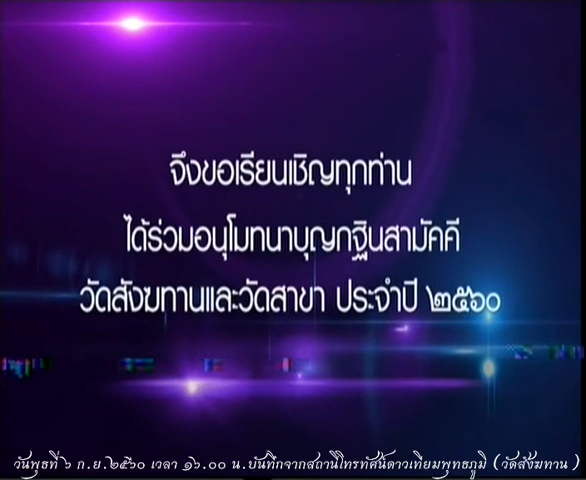 จึงขอเรียนเชิญทุกท่าน
ได้ร่วมอนุโมทนาบุญกฐินสามัคคี
วัดสังฆทานและวัดสาขา ประจำปี ๒๕๖๐
วันพุธที่ ๖ ก.ย.๒๕๖๐ เวลา ๑๖.๐๐ น.บันทึกจากสถานีโทรทัศน์ดาวเทียมพุทธภูมิ (วัดสังฆทาน )